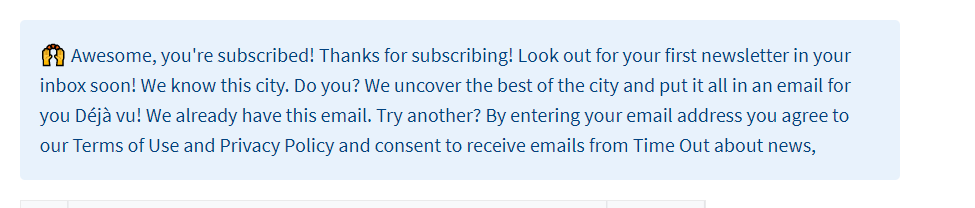 🙌 Awesome, you're subscribed! Thanks for subscribing! Look out for your first newsletter in your
inbox soon! We know this city. Do you? We uncover the best of the city and put it all in an email for
you Déjà vu! We already have this email. Try another? By entering your email address you agree to
our Terms of Use and Privacy Policy and consent to receive emails from Time Out about news,